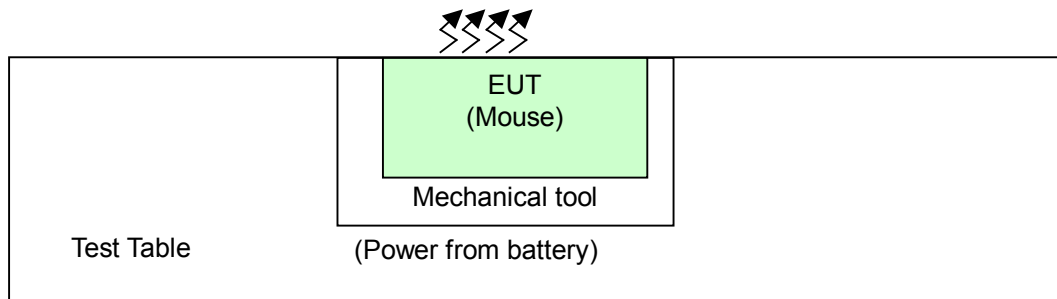 EUT
(Mouse)
Mechanical tool
Test Table
(Power from battery)